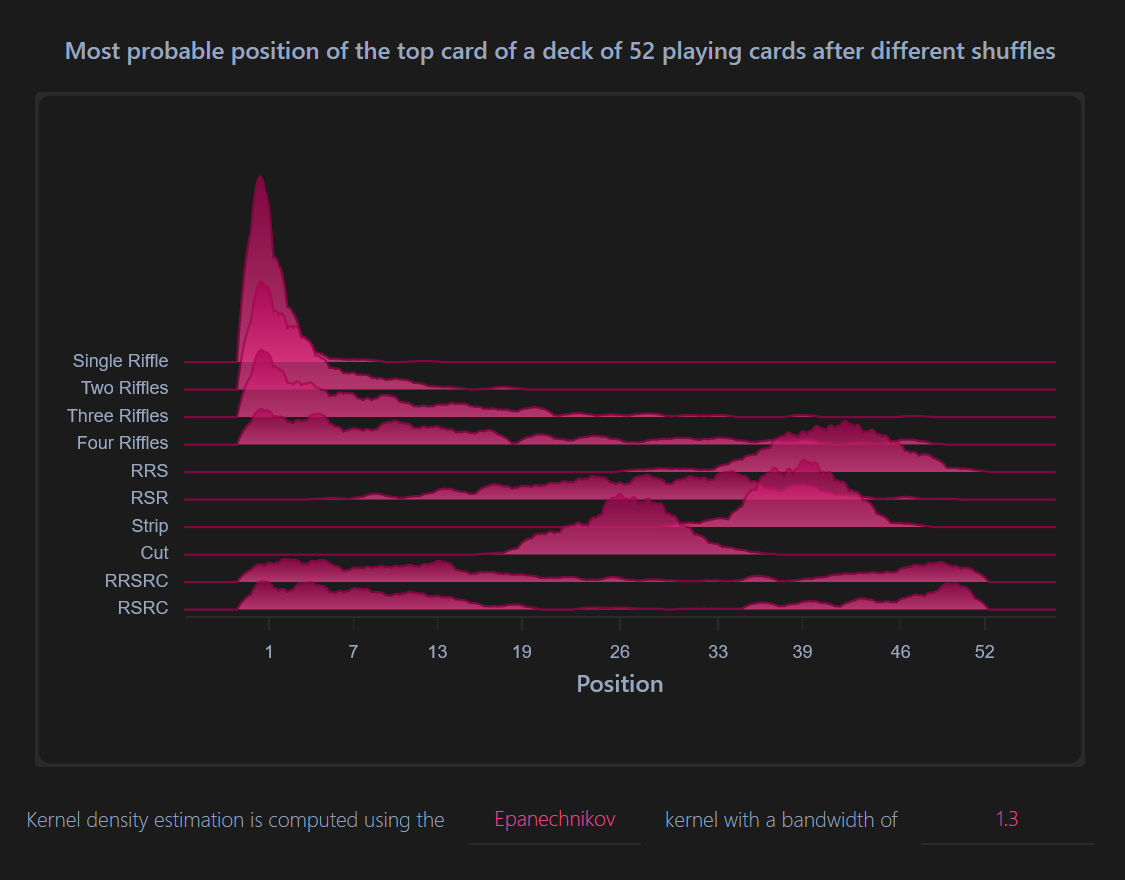 Most probable position of the top card of a deck of 52 playing cards after different shuffles
Single Riffle
Two Riffles
Three Riffles
Four Riffles
RRS
RSR
Strip
Cut
RRSRC
RSRC
1 7 13 19 26 33 39 46 52
Position
Kernel density estimation is computed using the Epanechnikov kernel with a bandwidth of 1.3